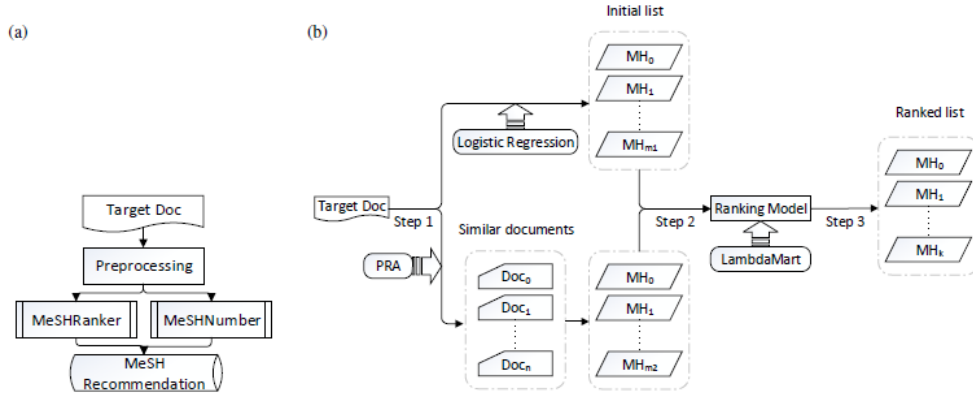 (a)
Target Doc
Preprocessing
MeSHRanker
MeSHNumber
MeSH
Recommendation
(b)
Initial list
MH₀
MH₁
MHₘ₁
Logistic Regression
Target Doc
Step 1
PRA
Similar documents
Doc₀
Doc₁
Docₙ
MH₀
MH₁
MHₘ₂
Step 2
Ranking Model
LambdaMart
Step 3
Ranked list
MH₀
MH₁
MHₖ